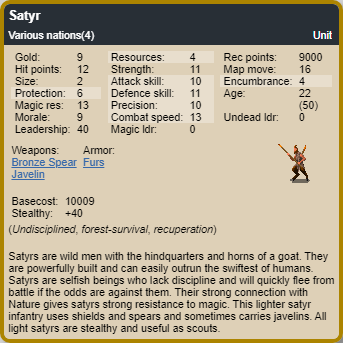 Satyr
Various nations(4) Unit
Gold: 9 Resources: 4 Rec points: 9000
Hit points: 12 Strength: 11 Map move: 16
Size: 2 Attack skill: 10 Encumbrance: 4
Protection: 6 Defence skill: 11 Age: 22
Magic res: 13 Precision: 10 (50)
Morale: 9 Combat speed: 13 Undead ldr: 0
Leadership: 40 Magic ldr: 0
Weapons: Armor:
Bronze Spear Furs
Javelin
Basecost: 10009
Stealthy: +40
(Undisciplined, forest-survival, recuperation)
Satyrs are wild men with the hindquarters and horns of a goat. They
are powerfully built and can easily outrun the swiftest of humans.
Satyrs are selfish beings who lack discipline and will quickly flee from
battle if the odds are against them. Their strong connection with
Nature gives satyrs strong resistance to magic. This lighter satyr
infantry uses shields and spears and sometimes carries javelins. All
light satyrs are stealthy and useful as scouts.